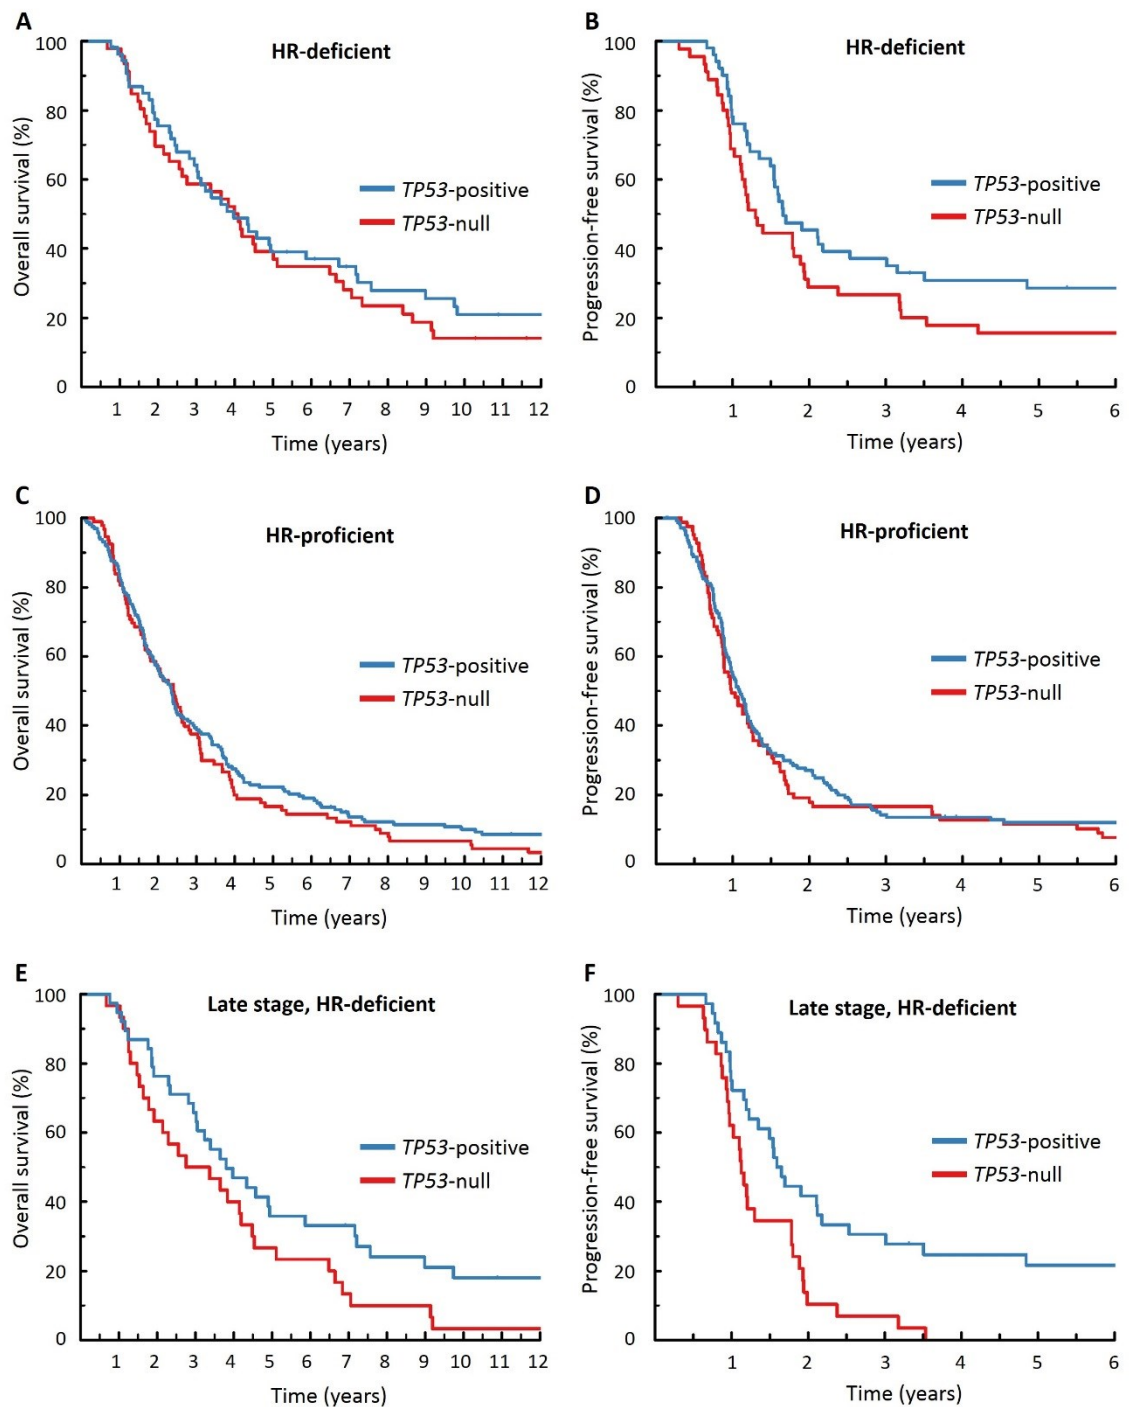 A
HR-deficient
Overall survival (%)
100
80
60
40
20
0
TP53-positive
TP53-null
1 2 3 4 5 6 7 8 9 10 11 12
Time (years)
B
HR-deficient
Progression-free survival (%)
100
80
60
40
20
0
TP53-positive
TP53-null
1 2 3 4 5 6
Time (years)
C
HR-proficient
Overall survival (%)
100
80
60
40
20
0
TP53-positive
TP53-null
1 2 3 4 5 6 7 8 9 10 11 12
Time (years)
D
HR-proficient
Progression-free survival (%)
100
80
60
40
20
0
TP53-positive
TP53-null
1 2 3 4 5 6
Time (years)
E
Late stage, HR-deficient
Overall survival (%)
100
80
60
40
20
0
TP53-positive
TP53-null
1 2 3 4 5 6 7 8 9 10 11 12
Time (years)
F
Late stage, HR-deficient
Progression-free survival (%)
100
80
60
40
20
0
TP53-positive
TP53-null
1 2 3 4 5 6
Time (years)